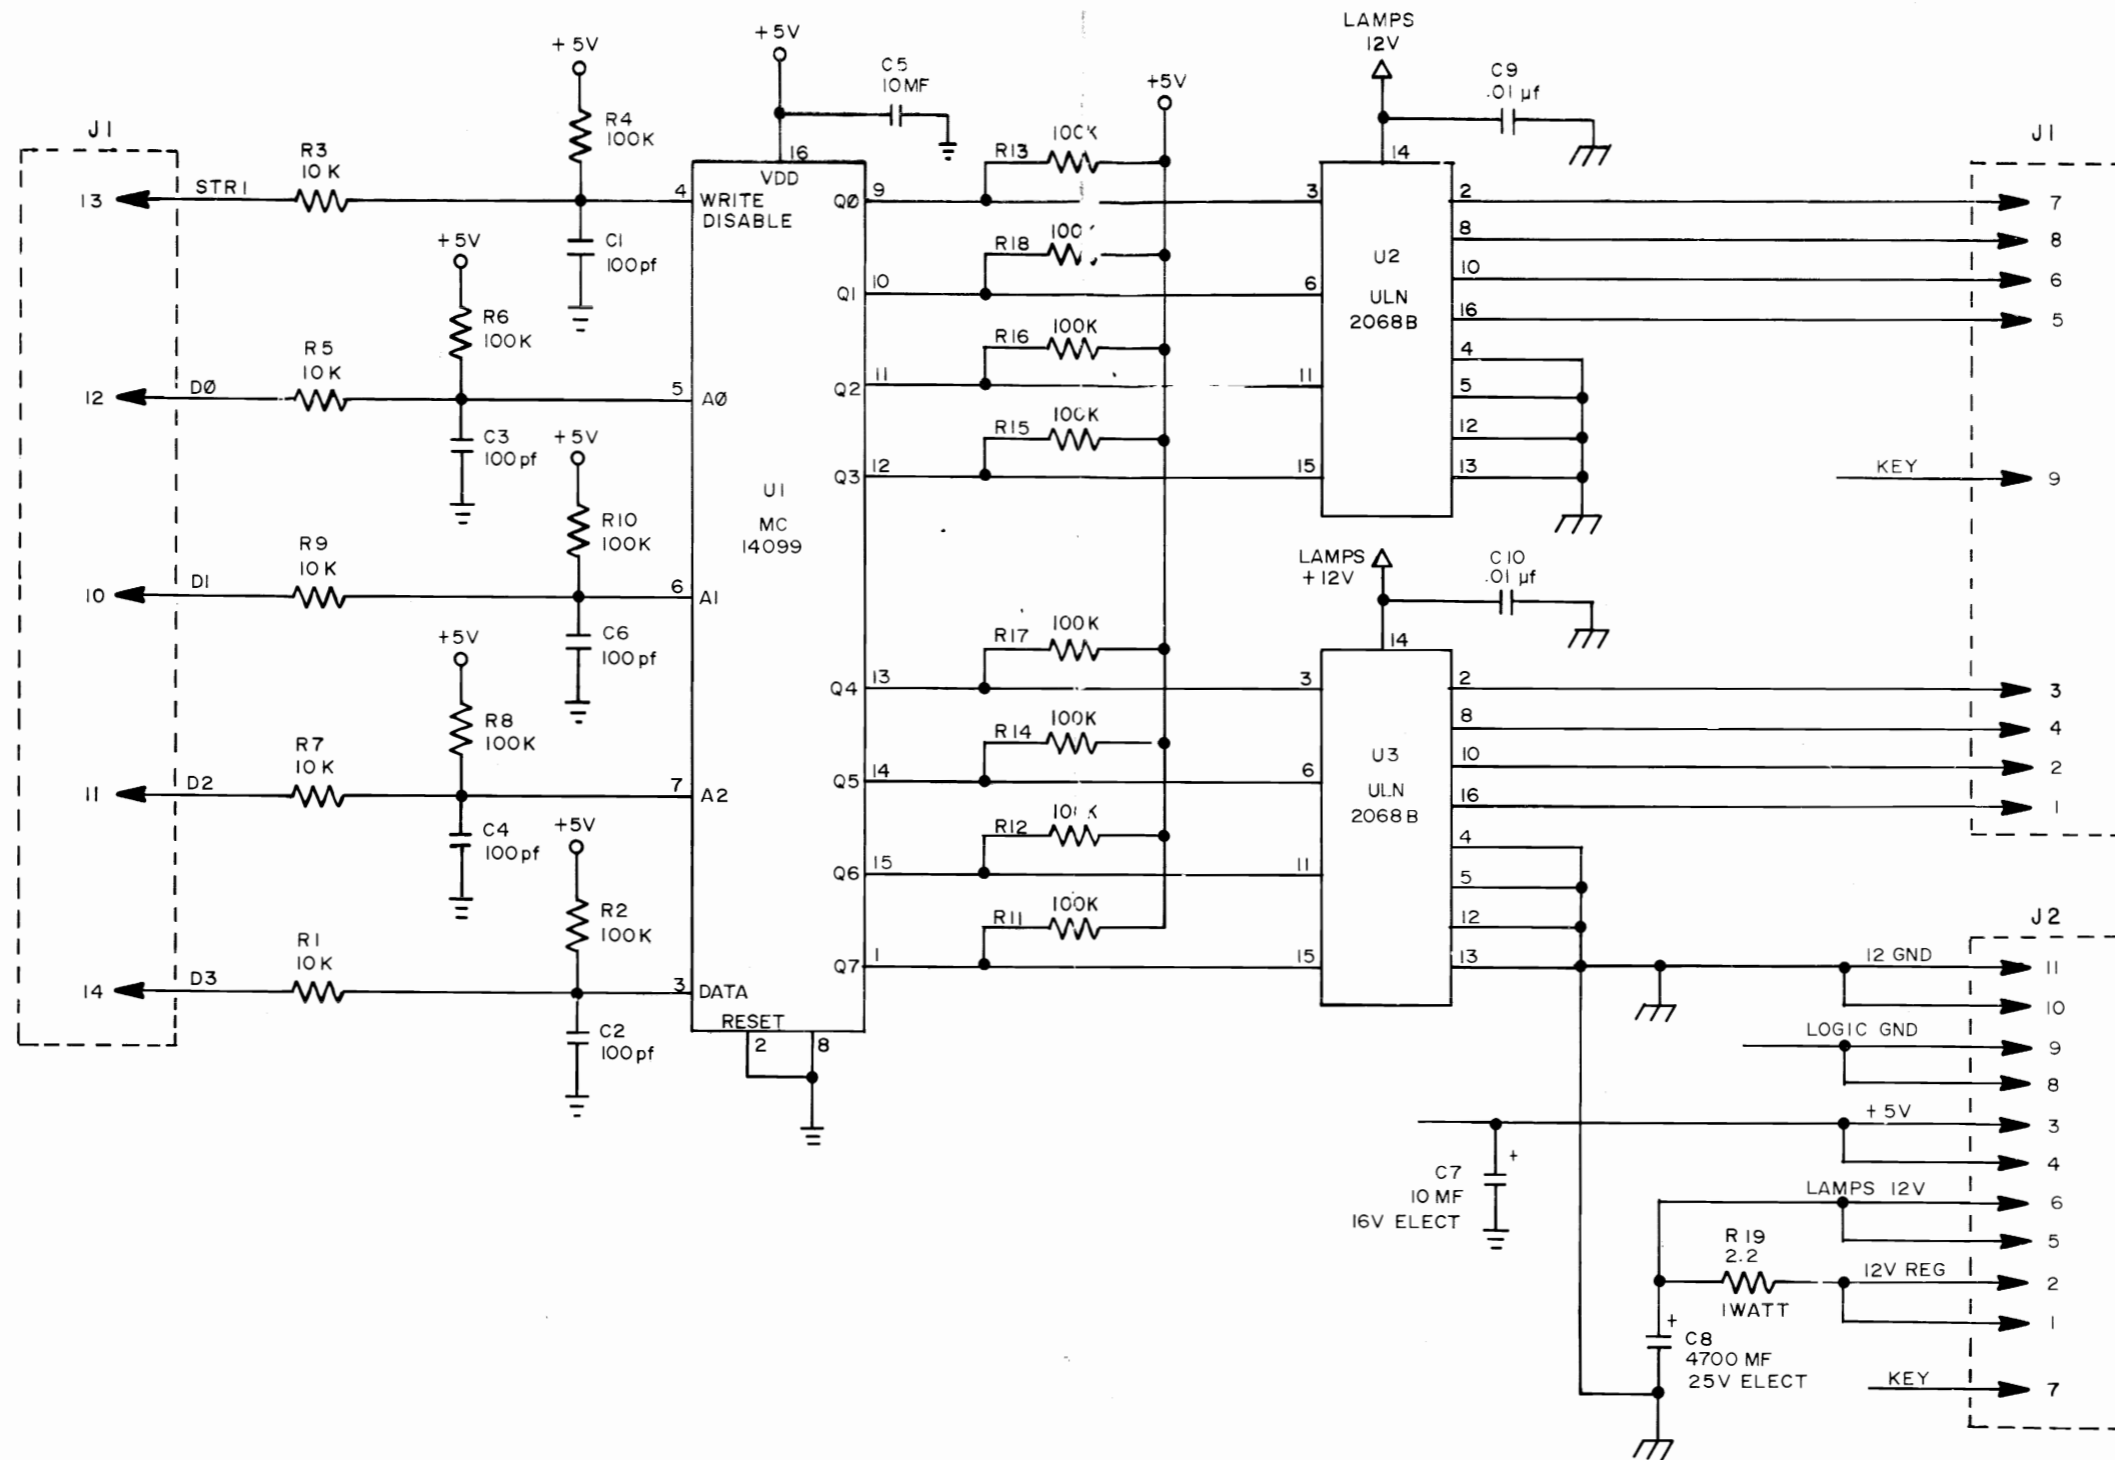 J1
13
STR1
R3
10K
+5V
R4
100K
C1
100pf
12
DØ
R5
10K
+5V
R6
100K
C3
100pf
10
D1
R9
10K
+5V
R10
100K
C6
100pf
11
D2
R7
10K
+5V
R8
100K
C4
100pf
14
D3
R1
10K
+5V
R2
100K
C2
100pf
+5V
C5
10MF
16
VDD
4
WRITE
DISABLE
5
AØ
6
A1
7
A2
3
DATA
RESET
2
8
U1
MC
14099
QØ
9
Q1
10
Q2
11
Q3
12
Q4
13
Q5
14
Q6
15
Q7
1
+5V
R13
100K
R18
R16
100K
R15
100K
R17
100K
R14
100K
R12
R11
100K
LAMPS
12V
C9
.01 µf
14
3
6
11
15
U2
ULN
2068B
2
8
10
16
4
5
12
13
LAMPS
+12V
C10
.01 µf
14
3
6
11
15
U3
ULN
2068B
2
8
10
16
4
5
12
13
J1
7
8
6
5
KEY
9
3
4
2
1
J2
12 GND
11
10
LOGIC GND
9
8
+5V
3
4
C7
10 MF
16V ELECT
+
LAMPS 12V
6
5
R19
2.2
1WATT
12V REG
2
1
+
C8
4700 MF
25V ELECT
KEY
7